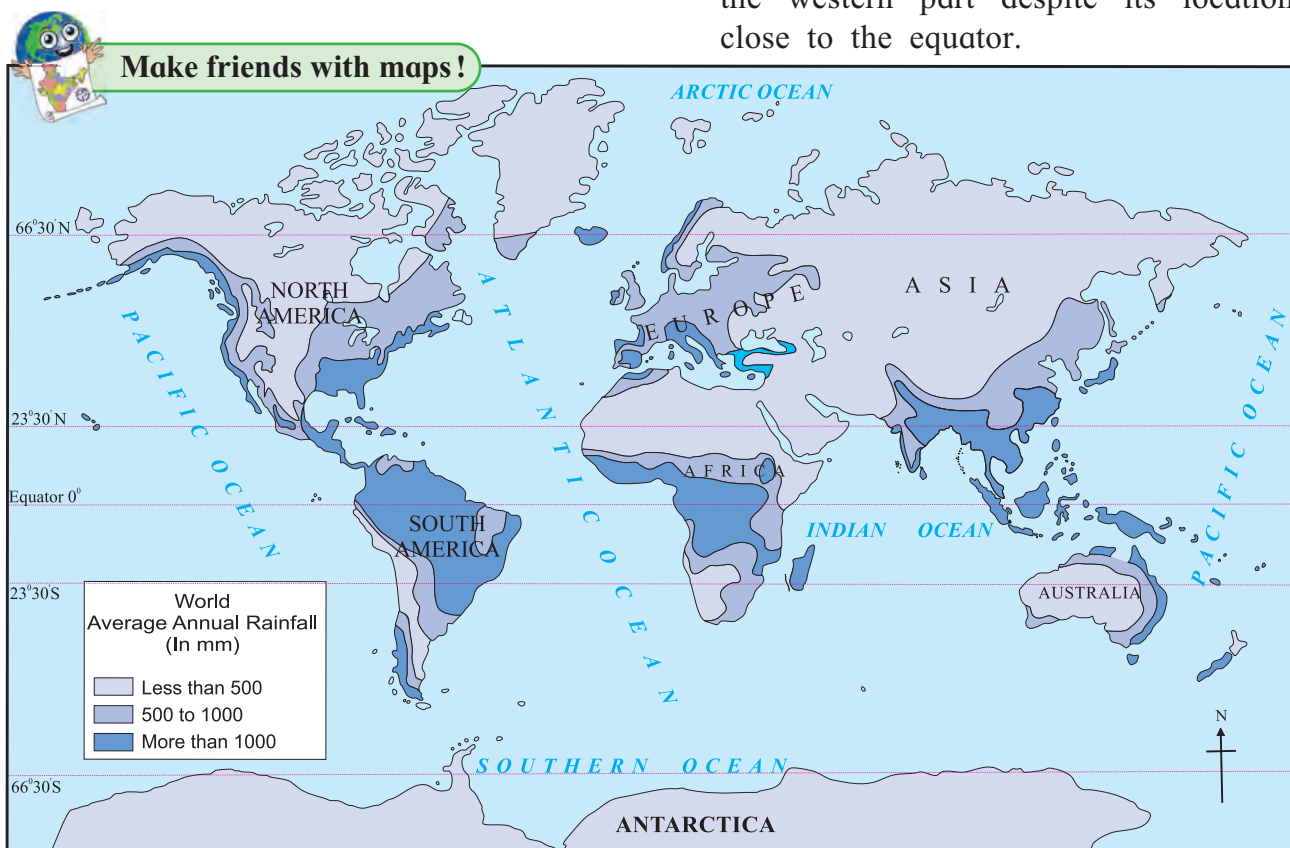 the western part despite its location
close to the equator.
Make friends with maps!
ARCTIC OCEAN
66°30'N
NORTH
AMERICA
ATLANTIC OCEAN
EUROPE
ASIA
PACIFIC OCEAN
PACIFIC OCEAN
23°30'N
AFRICA
Equator 0°
SOUTH
AMERICA
INDIAN OCEAN
23°30'S
AUSTRALIA
World
Average Annual Rainfall
(In mm)
Less than 500
500 to 1000
More than 1000
N
SOUTHERN OCEAN
66°30'S
ANTARCTICA